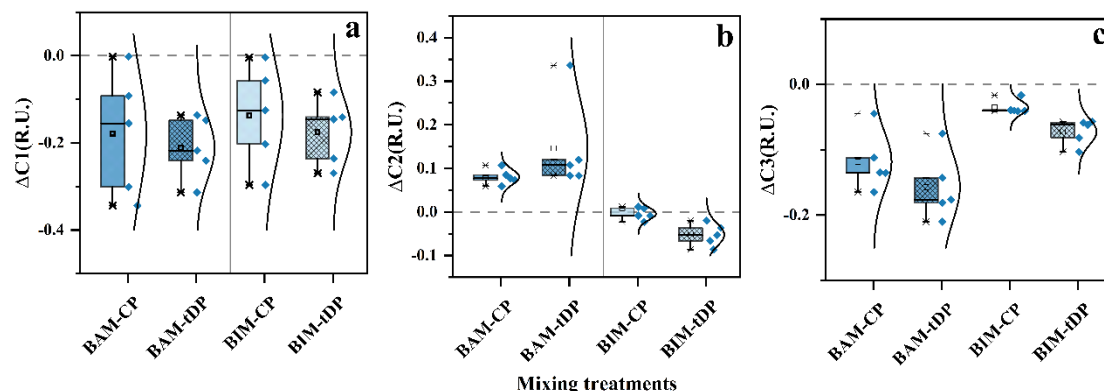 a
ΔC1(R.U.)
0.0
-0.2
-0.4
BAM-CP
BAM-tDP
BIM-CP
BIM-tDP
b
ΔC2(R.U.)
0.4
0.3
0.2
0.1
0.0
-0.1
BAM-CP
BAM-tDP
BIM-CP
BIM-tDP
c
ΔC3(R.U.)
0.0
-0.2
BAM-CP
BAM-tDP
BIM-CP
BIM-tDP
Mixing treatments